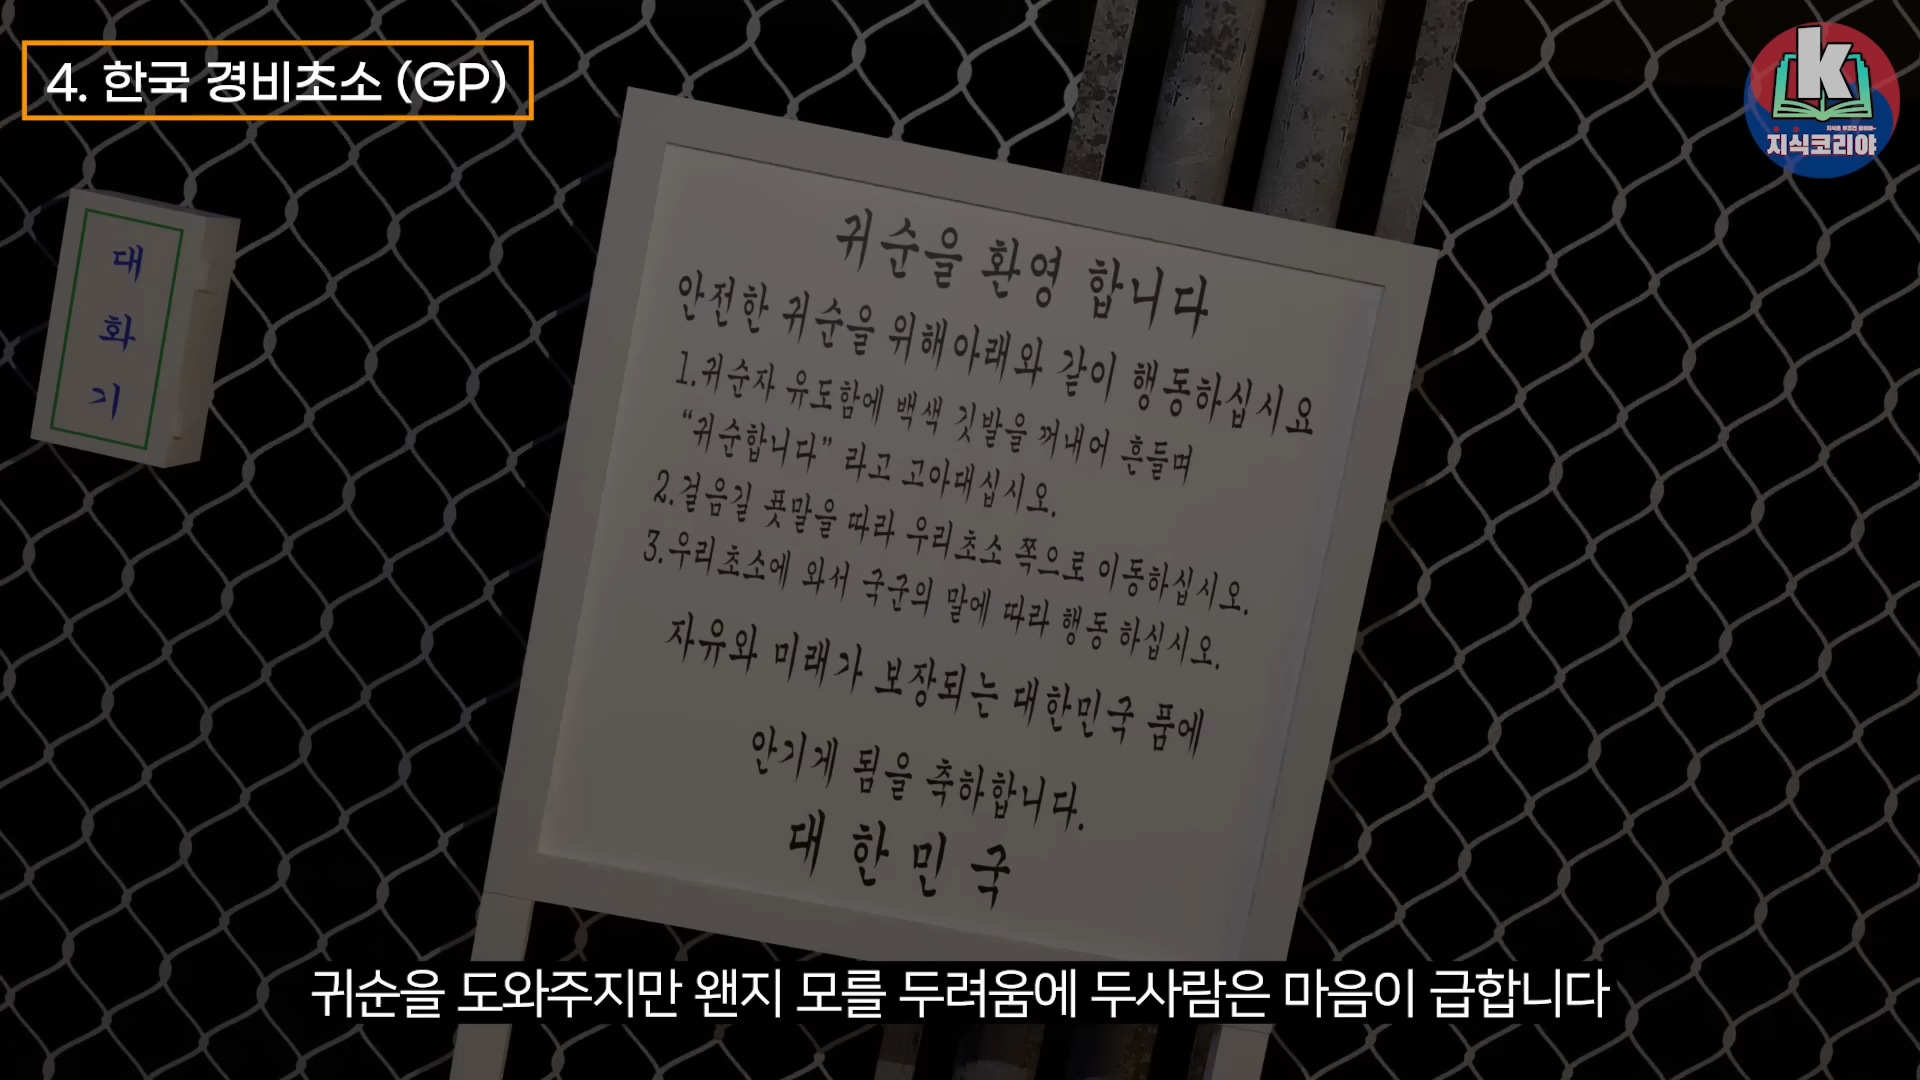 4. 한국 경비초소 (GP)
k
지식코리아
대
화
기
귀순을 환영 합니다
안전한 귀순을 위해아래와 같이 행동하십시요
1.귀순자 유도함에 백색 깃발을 꺼내어 흔들며
“귀순합니다” 라고 고아대십시오.
2.걸음길 푯말을 따라 우리초소 쪽으로 이동하십시오.
3.우리초소에 와서 국군의 말에 따라 행동 하십시오.
자유와 미래가 보장되는 대한민국 품에
안기게 됨을 축하합니다.
대 한 민 국
귀순을 도와주지만 왠지 모를 두려움에 두사람은 마음이 급합니다